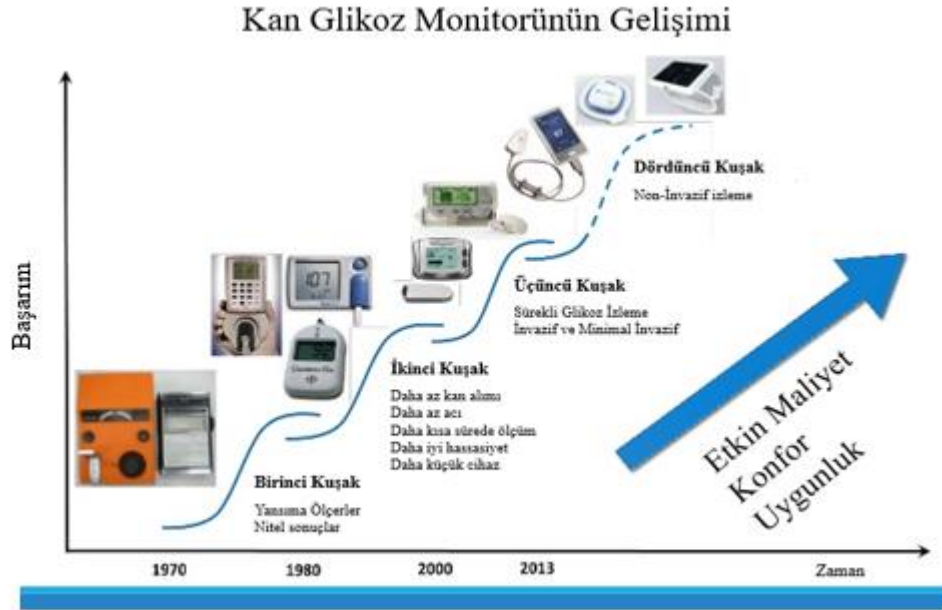 Kan Glikoz Monitorünün Gelişimi
Başarım
Dördüncü Kuşak
Non-İnvazif izleme
Üçüncü Kuşak
Sürekli Glikoz İzleme
İnvazif ve Minimal İnvazif
107
İkinci Kuşak
Daha az kan alımı
Daha az acı
Daha kısa sürede ölçüm
Daha iyi hassasiyet
Daha küçük cihaz
Birinci Kuşak
Yansıma Ölçerler
Nitel sonuçlar
Etkin Maliyet
Konfor
Uygunluk
1970
1980
2000
2013
Zaman